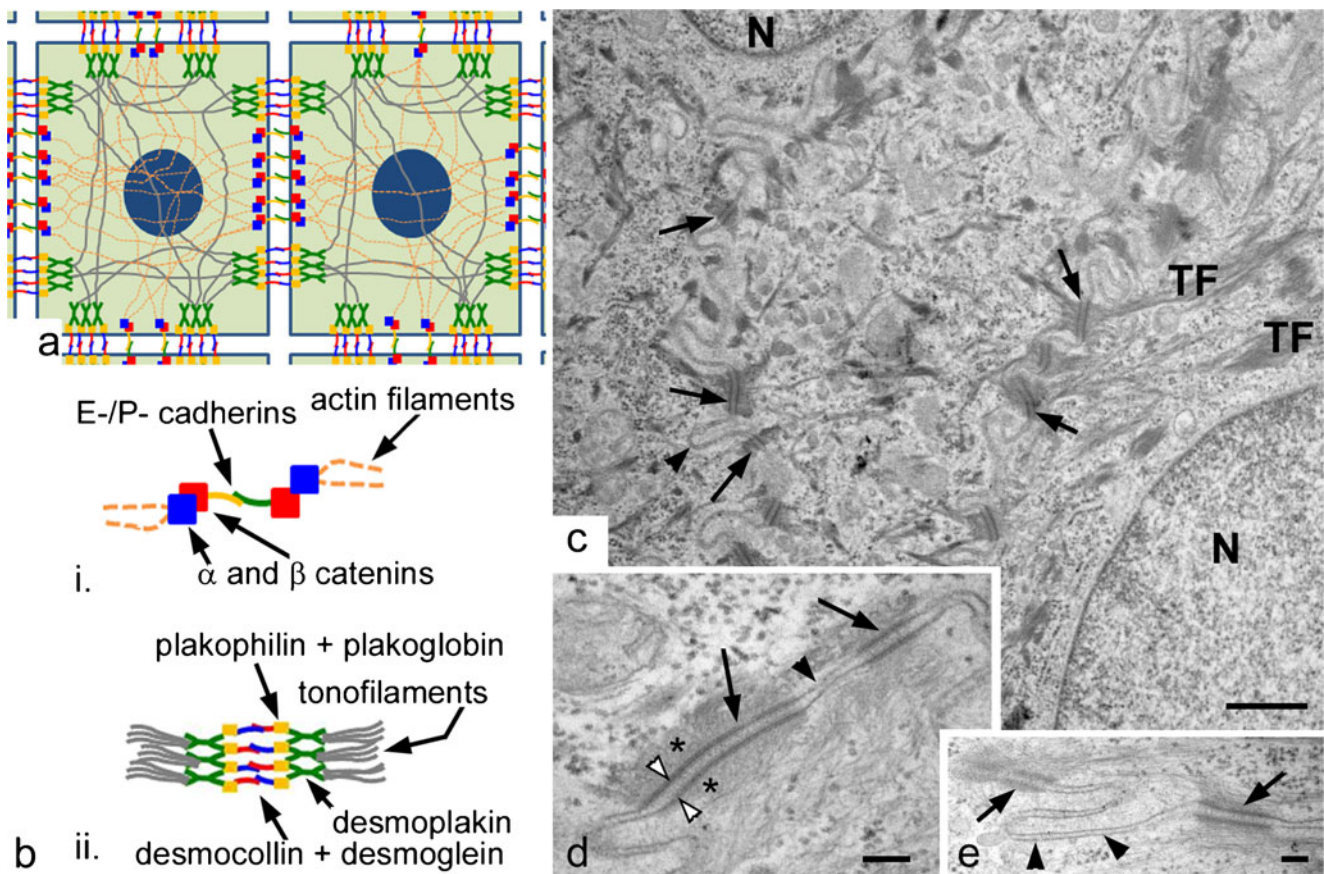 a
E-/P- cadherins
actin filaments
α and β catenins
i.
plakophilin + plakoglobin
tonofilaments
desmoplakin
b
ii.
desmocollin + desmoglein
N
TF
TF
N
c
*
*
d
e